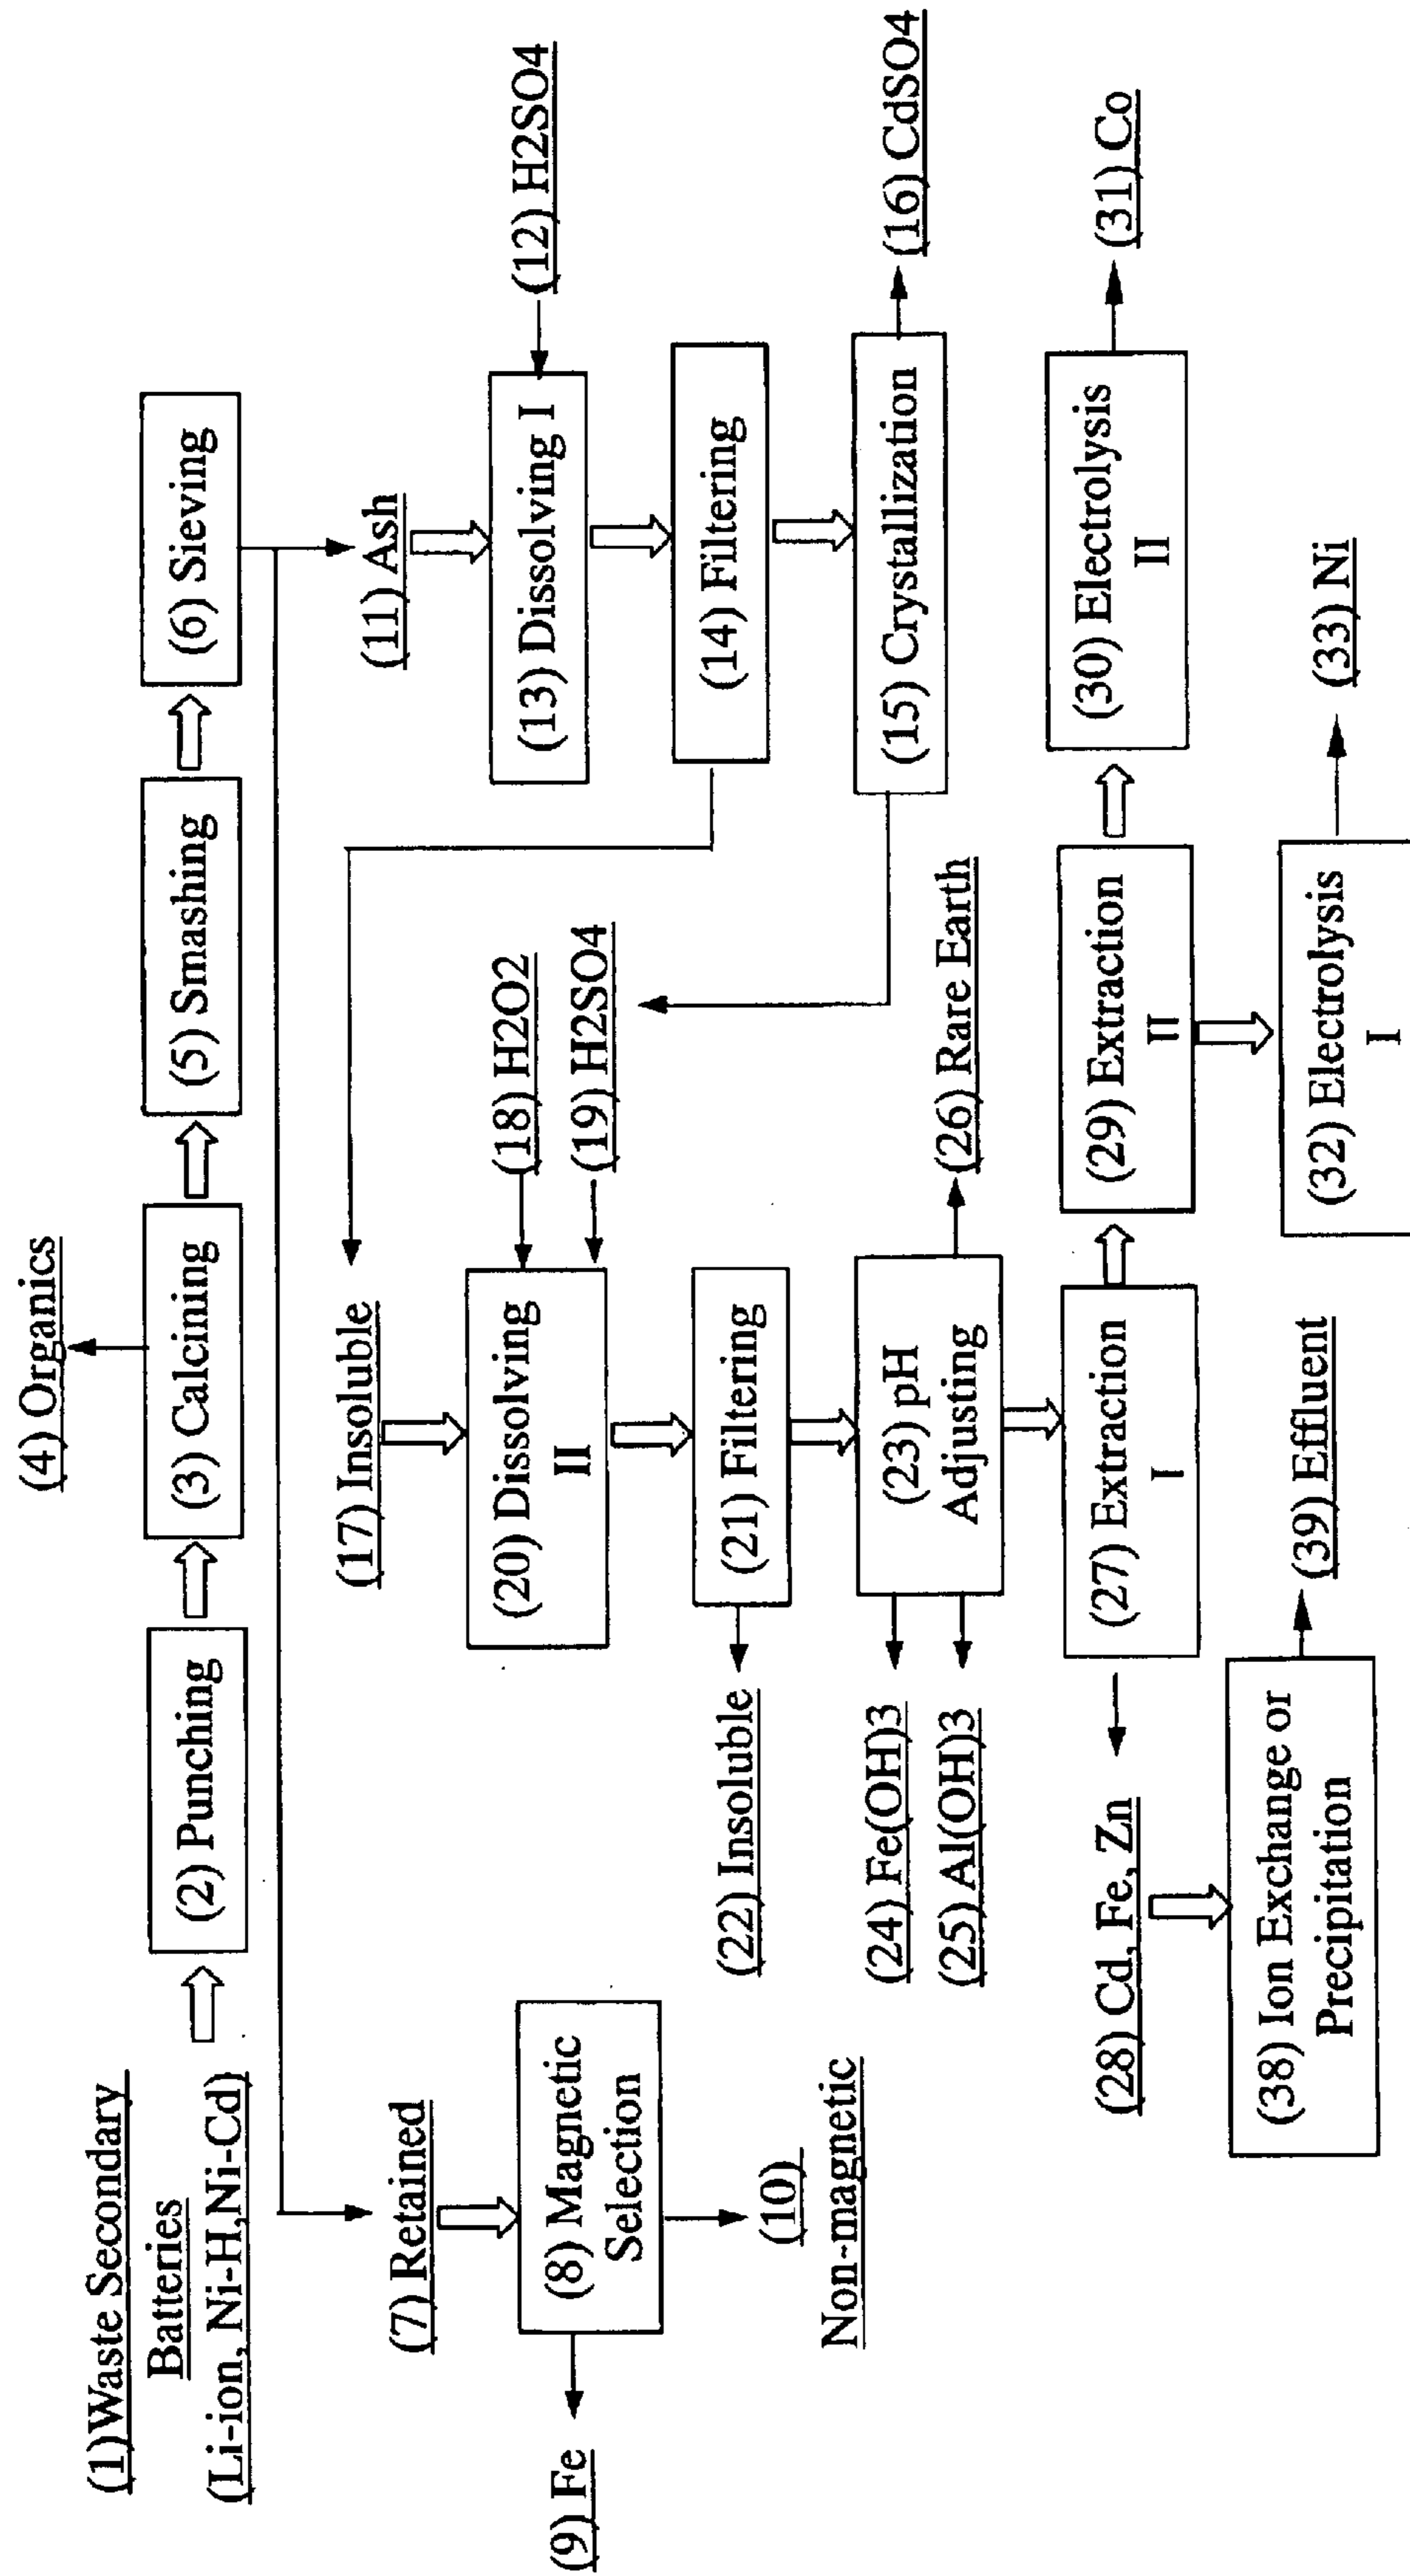 (1)Waste Secondary
Batteries
(Li-ion, Ni-H,Ni-Cd)
(2) Punching
(3) Calcining
(4) Organics
(5) Smashing
(6) Sieving
(7) Retained
(8) Magnetic
Selection
(9) Fe
(10)
Non-magnetic
(11) Ash
(12) H2SO4
(13) Dissolving I
(14) Filtering
(15) Crystallization
(16) CdSO4
(17) Insoluble
(18) H2O2
(19) H2SO4
(20) Dissolving
II
(21) Filtering
(22) Insoluble
(23) pH
Adjusting
(24) Fe(OH)3
(25) Al(OH)3
(26) Rare Earth
(27) Extraction
I
(28) Cd, Fe, Zn
(29) Extraction
II
(30) Electrolysis
II
(31) Co
(32) Electrolysis
I
(33) Ni
(38) Ion Exchange or
Precipitation
(39) Effluent